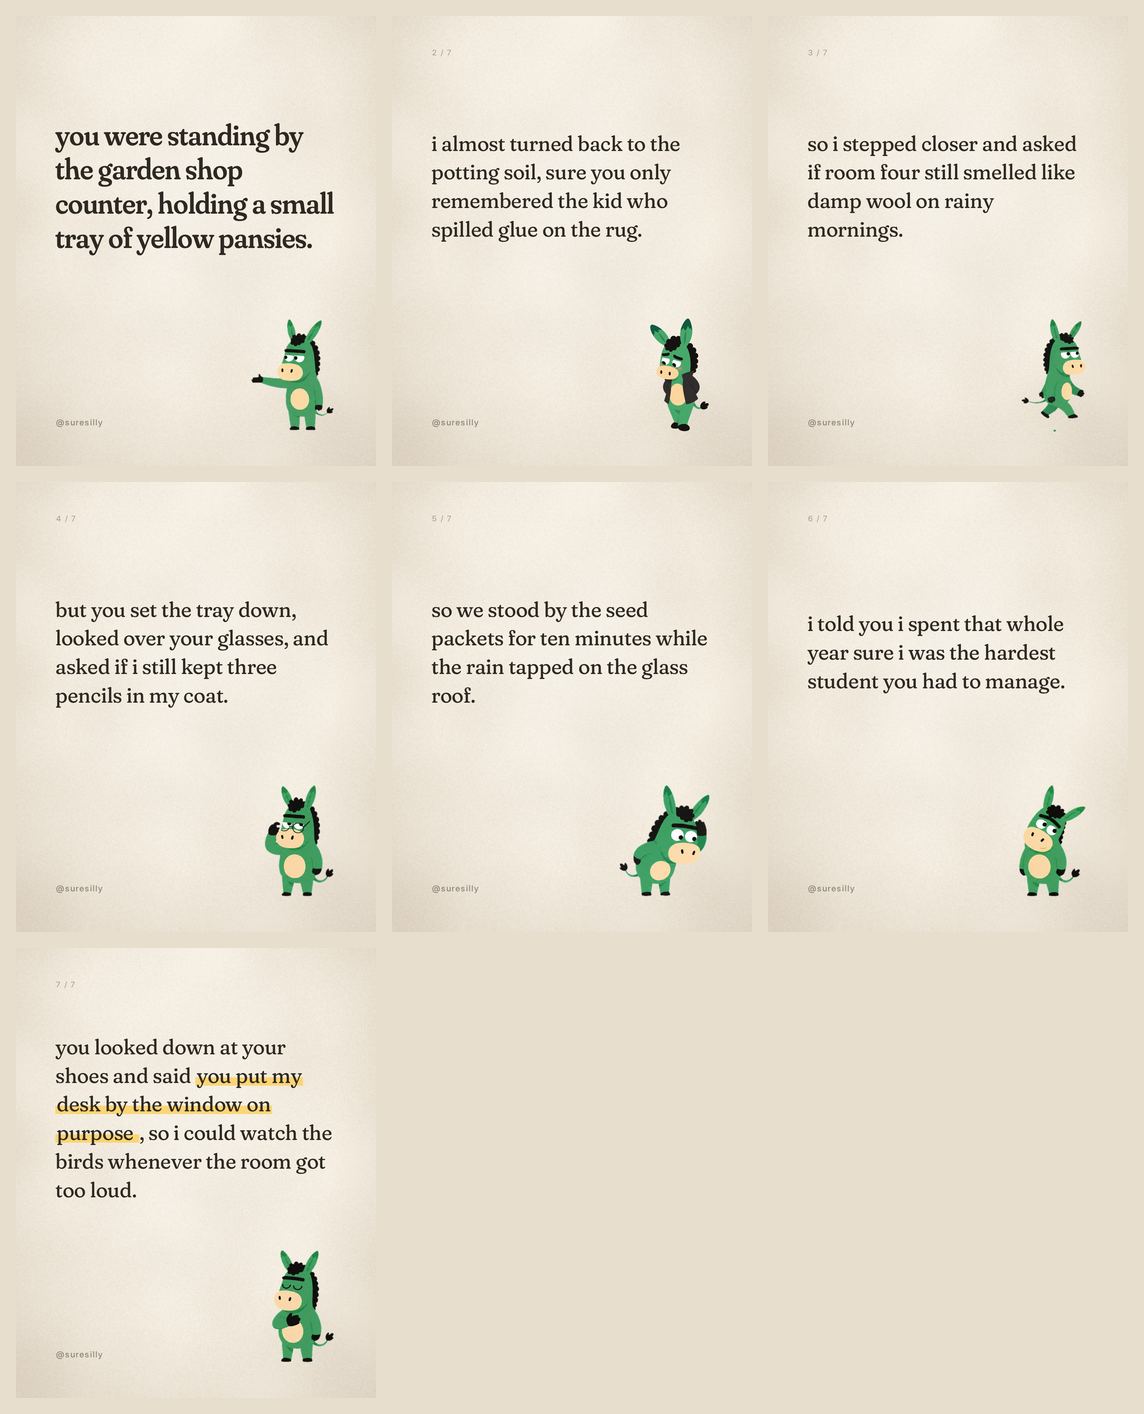 you were standing by
the garden shop
counter, holding a small
tray of yellow pansies.
@suresilly
2 / 7
i almost turned back to the
potting soil, sure you only
remembered the kid who
spilled glue on the rug.
@suresilly
3 / 7
so i stepped closer and asked
if room four still smelled like
damp wool on rainy
mornings.
@suresilly
4 / 7
but you set the tray down,
looked over your glasses, and
asked if i still kept three
pencils in my coat.
@suresilly
5 / 7
so we stood by the seed
packets for ten minutes while
the rain tapped on the glass
roof.
@suresilly
6 / 7
i told you i spent that whole
year sure i was the hardest
student you had to manage.
@suresilly
7 / 7
you looked down at your
shoes and said you put my
desk by the window on
purpose , so i could watch the
birds whenever the room got
too loud.
@suresilly